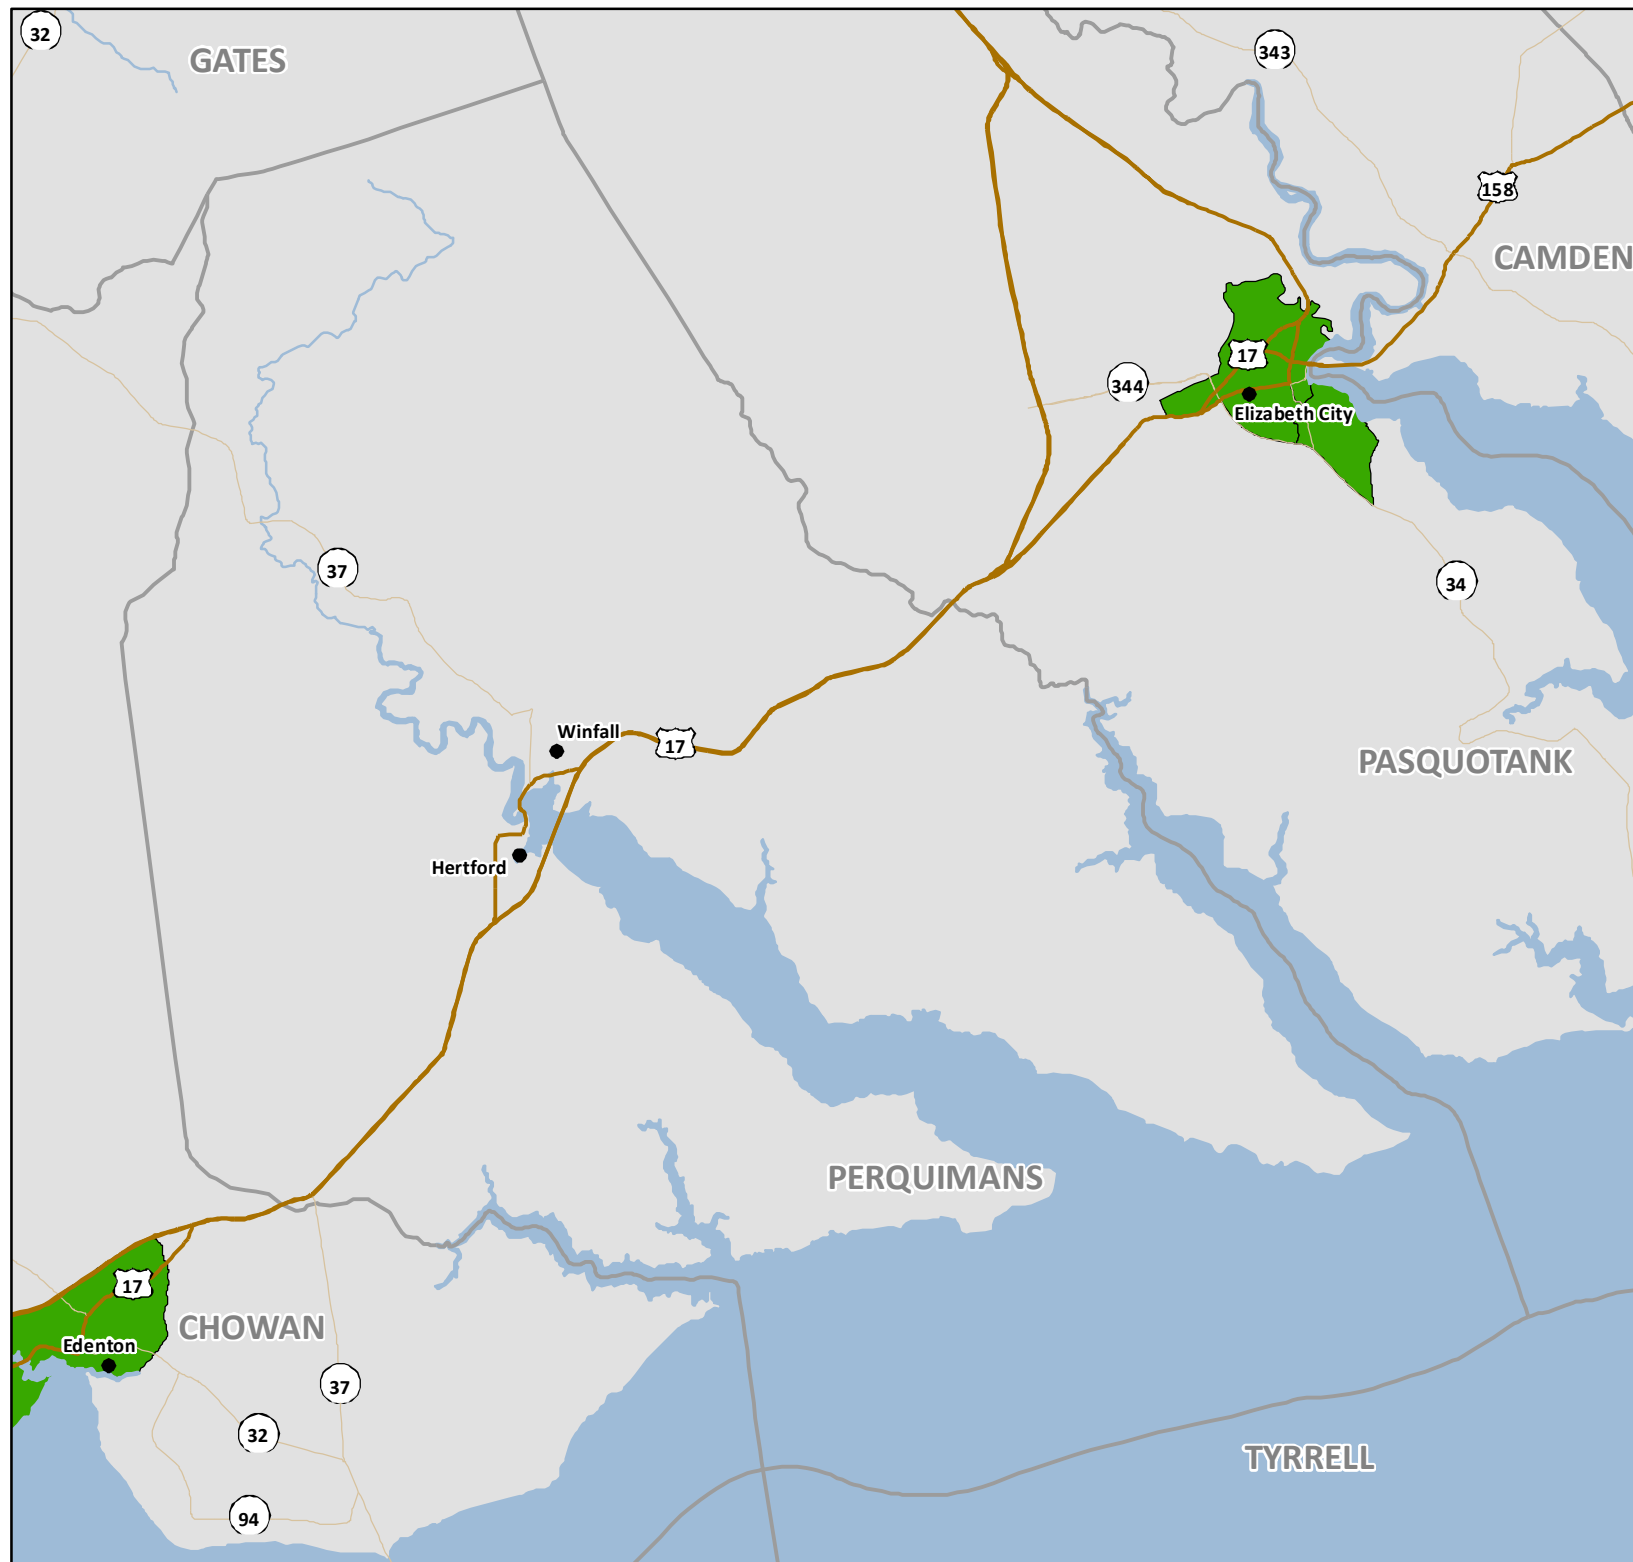 32
GATES
343
158
CAMDEN
17
344
Elizabeth City
37
34
Winfall
17
PASQUOTANK
Hertford
PERQUIMANS
17
CHOWAN
Edenton
37
32
TYRRELL
94